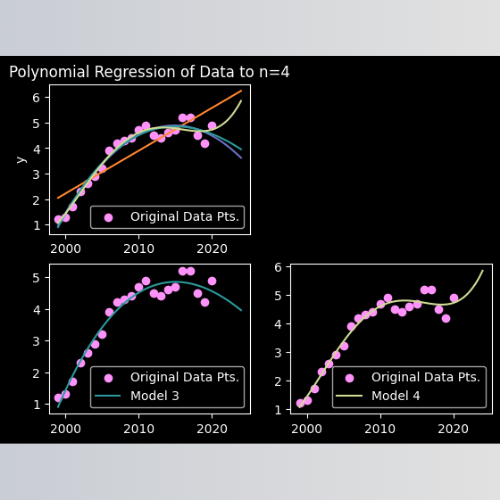 Polynomial Regression of Data to n=4
y
6
5
4
3
2
1
Original Data Pts.
2000 2010 2020
5
4
3
2
1
Original Data Pts.
Model 3
2000 2010 2020
6
5
4
3
2
1
Original Data Pts.
Model 4
2000 2010 2020